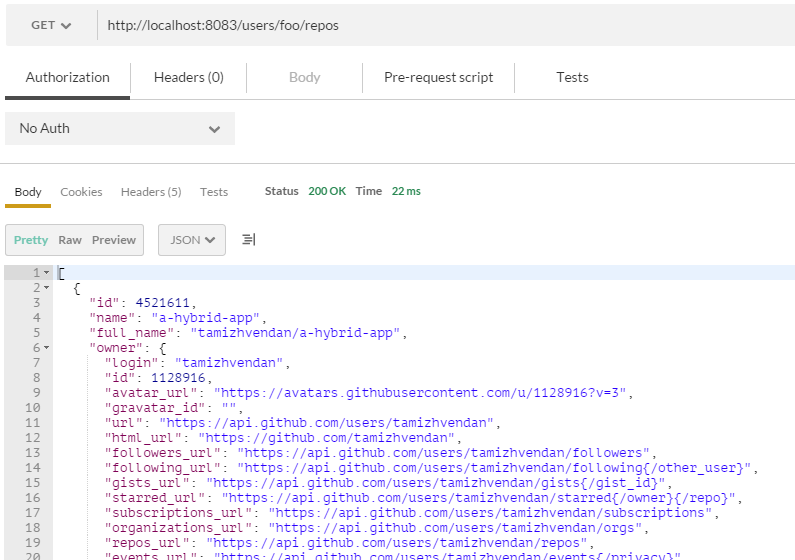 GET http://localhost:8083/users/foo/repos
Authorization Headers (0) Body Pre-request script Tests
No Auth
Body Cookies Headers (5) Tests Status 200 OK Time 22 ms
Pretty Raw Preview JSON
1 [
2 {
3 "id": 4521611,
4 "name": "a-hybrid-app",
5 "full_name": "tamizhvendan/a-hybrid-app",
6 "owner": {
7 "login": "tamizhvendan",
8 "id": 1128916,
9 "avatar_url": "https://avatars.githubusercontent.com/u/1128916?v=3",
10 "gravatar_id": "",
11 "url": "https://api.github.com/users/tamizhvendan",
12 "html_url": "https://github.com/tamizhvendan",
13 "followers_url": "https://api.github.com/users/tamizhvendan/followers",
14 "following_url": "https://api.github.com/users/tamizhvendan/following{/other_user}",
15 "gists_url": "https://api.github.com/users/tamizhvendan/gists{/gist_id}",
16 "starred_url": "https://api.github.com/users/tamizhvendan/starred{/owner}{/repo}",
17 "subscriptions_url": "https://api.github.com/users/tamizhvendan/subscriptions",
18 "organizations_url": "https://api.github.com/users/tamizhvendan/orgs",
19 "repos_url": "https://api.github.com/users/tamizhvendan/repos",
20 "events_url": "https://api.github.com/users/tamizhvendan/events{/privacy}"